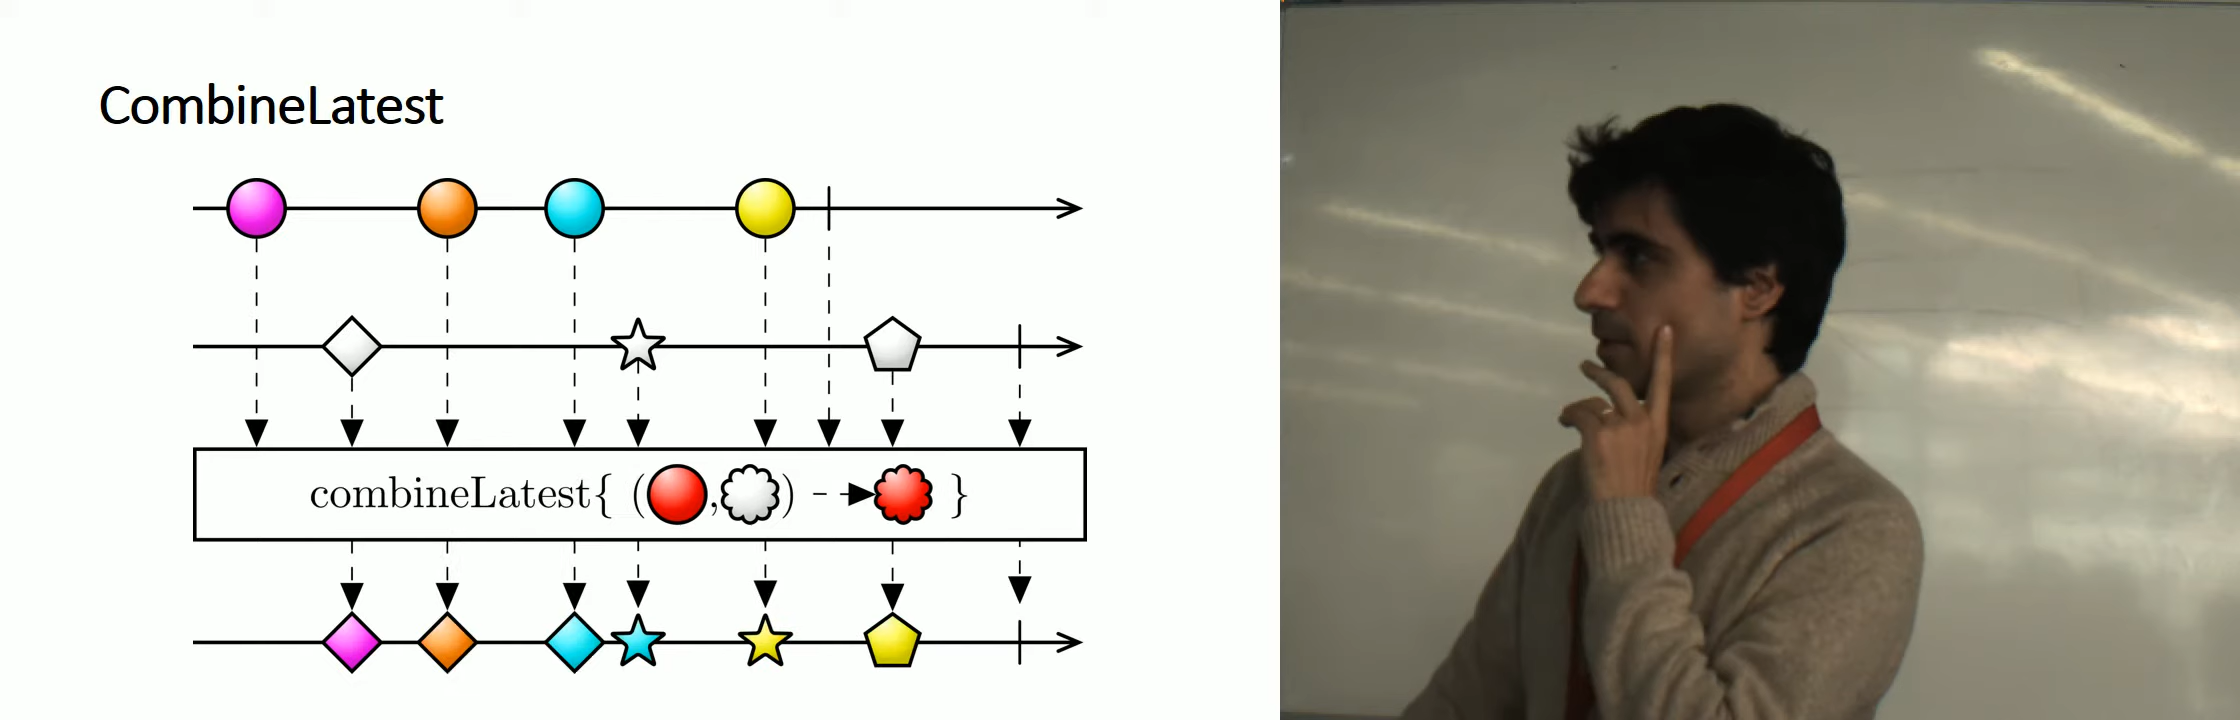 CombineLatest
combineLatest{ ( , ) }